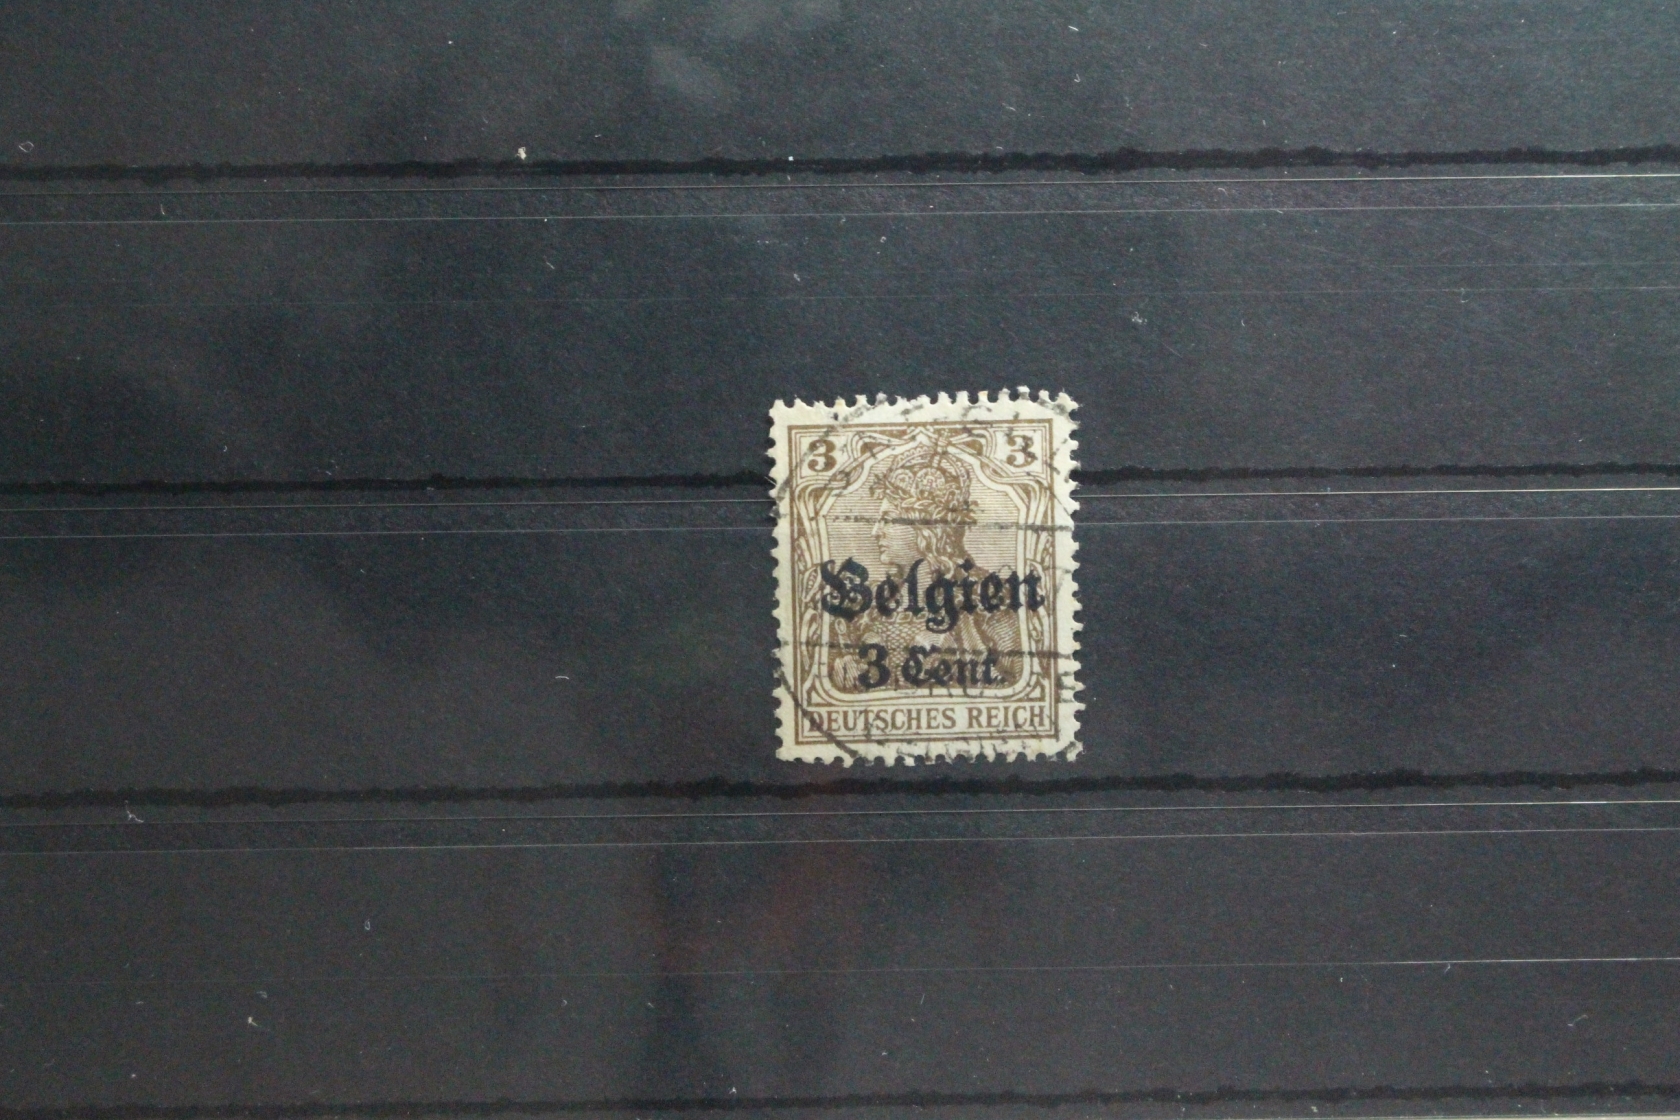 3 3
Belgien
3 Cent.
DEUTSCHES REICH